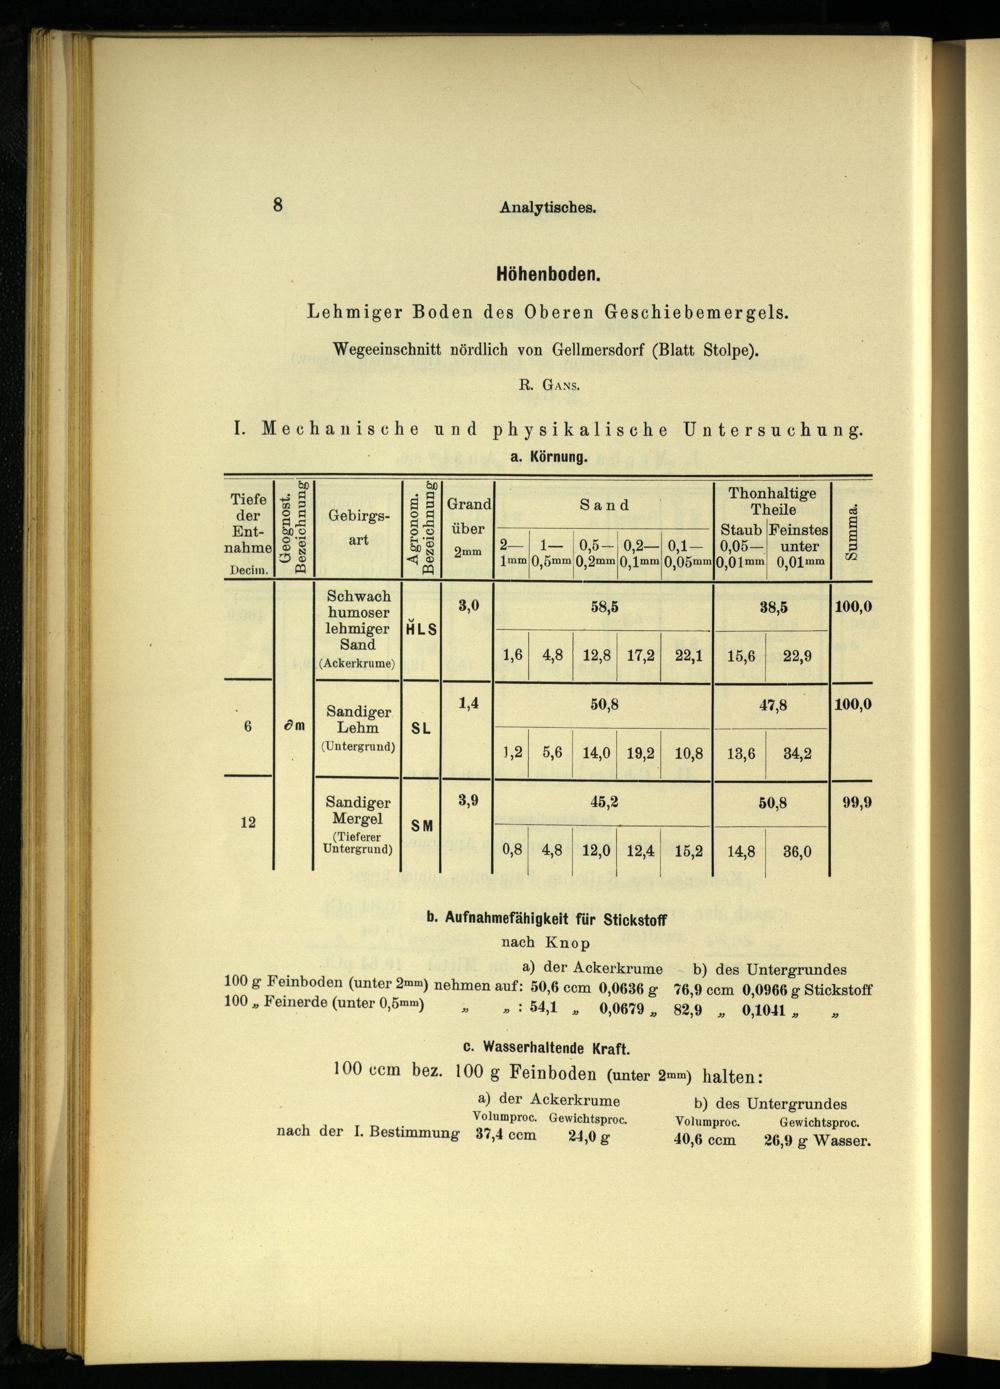 8 Analytisches.
Höhenboden.
Lehmiger Boden des Oberen Geschiebemergels.
Wegeeinschnitt nördlich von Gellmersdorf (Blatt Stolpe).
R. Gans.
I. Mechanische und physikalische Untersuchung.
a. Körnung.
Tiefe der Ent-nahme Decim. Geognost. Bezeichnung Gebirgs-art Agronom. Bezeichnung Grand über 2mm Sand Thonhaltige Theile Summa.
2— 1mm 1— 0,5mm 0,5— 0,2mm 0,2— 0,1mm 0,1— 0,05mm Staub 0,05— 0,01mm Feinstes unter 0,01mm
Schwach humoser lehmiger Sand (Ackerkrume) H̆LS 3,0 58,5 38,5 100,0
1,6 4,8 12,8 17,2 22,1 15,6 22,9
6 ∂m Sandiger Lehm (Untergrund) SL 1,4 50,8 47,8 100,0
1,2 5,6 14,0 19,2 10,8 13,6 34,2
12 Sandiger Mergel (Tieferer Untergrund) SM 3,9 45,2 50,8 99,9
0,8 4,8 12,0 12,4 15,2 14,8 36,0
b. Aufnahmefähigkeit für Stickstoff
nach Knop
a) der Ackerkrume b) des Untergrundes
100 g Feinboden (unter 2mm) nehmen auf: 50,6 ccm 0,0636 g 76,9 ccm 0,0966 g Stickstoff
100 „ Feinerde (unter 0,5mm) „ „ : 54,1 „ 0,0679 „ 82,9 „ 0,1041 „ „
c. Wasserhaltende Kraft.
100 ccm bez. 100 g Feinboden (unter 2mm) halten:
a) der Ackerkrume b) des Untergrundes
Volumproc. Gewichtsproc. Volumproc. Gewichtsproc.
nach der I. Bestimmung 37,4 ccm 24,0 g 40,6 ccm 26,9 g Wasser.